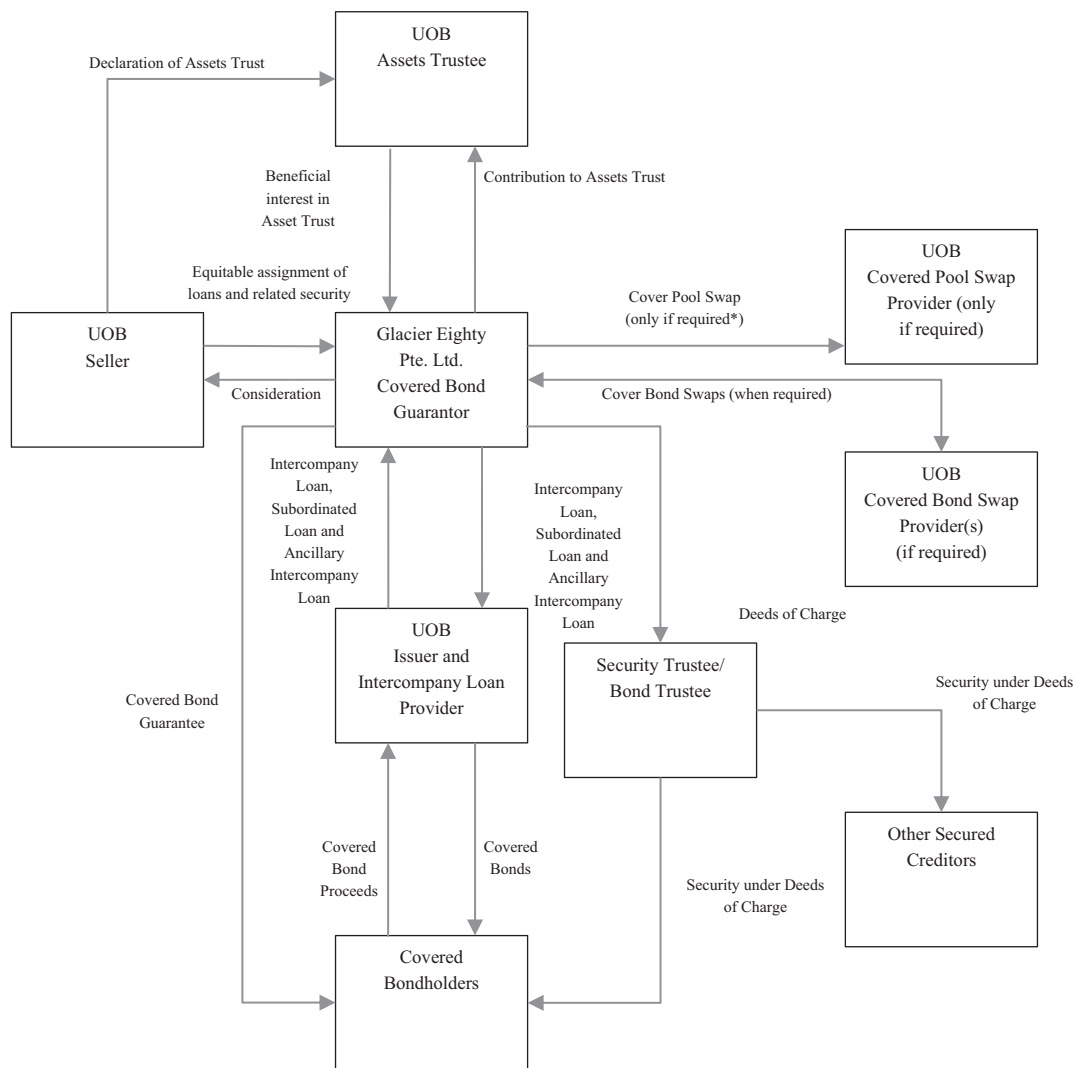 UOB
Assets Trustee
Declaration of Assets Trust
Beneficial
interest in
Asset Trust
Contribution to Assets Trust
Equitable assignment of
loans and related security
UOB
Seller
Consideration
Glacier Eighty
Pte. Ltd.
Covered Bond
Guarantor
Cover Pool Swap
(only if required*)
UOB
Covered Pool Swap
Provider (only
if required)
Cover Bond Swaps (when required)
UOB
Covered Bond Swap
Provider(s)
(if required)
Intercompany
Loan,
Subordinated
Loan and
Ancillary
Intercompany
Loan
Intercompany
Loan,
Subordinated
Loan and
Ancillary
Intercompany
Loan
Deeds of Charge
UOB
Issuer and
Intercompany Loan
Provider
Security Trustee/
Bond Trustee
Security under Deeds
of Charge
Covered Bond
Guarantee
Other Secured
Creditors
Covered
Bond
Proceeds
Covered
Bonds
Security under Deeds
of Charge
Covered
Bondholders